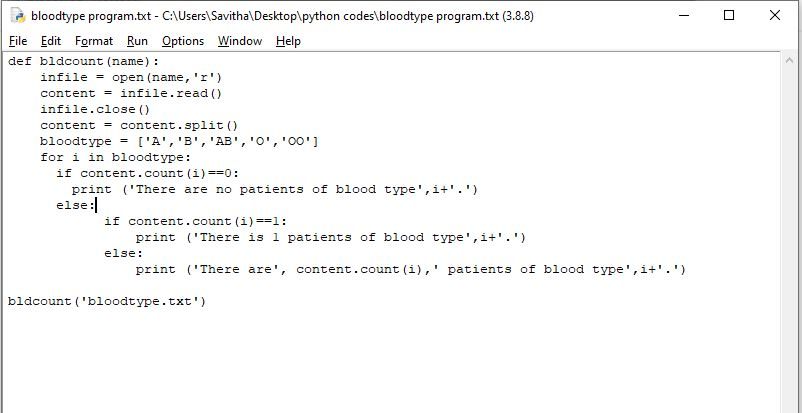 bloodtype program.txt - C:\Users\Savitha\Desktop\python codes\bloodtype program.txt (3.8.8)
File Edit Format Run Options Window Help
def bldcount(name):
    infile = open(name,'r')
    content = infile.read()
    infile.close()
    content = content.split()
    bloodtype = ['A','B','AB','O','OO']
    for i in bloodtype:
      if content.count(i)==0:
        print ('There are no patients of blood type',i+'.')
      else:
            if content.count(i)==1:
                print ('There is 1 patients of blood type',i+'.')
            else:
                print ('There are', content.count(i),' patients of blood type',i+'.')
bldcount('bloodtype.txt')